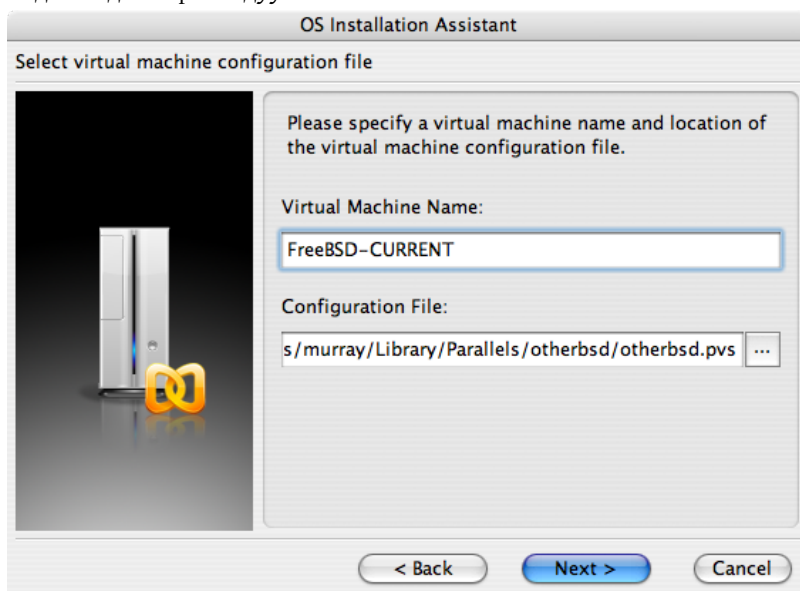 OS Installation Assistant
Select virtual machine configuration file
Please specify a virtual machine name and location of
the virtual machine configuration file.
Virtual Machine Name:
FreeBSD-CURRENT
Configuration File:
s/murray/Library/Parallels/otherbsd/otherbsd.pvs ...
< Back Next > Cancel